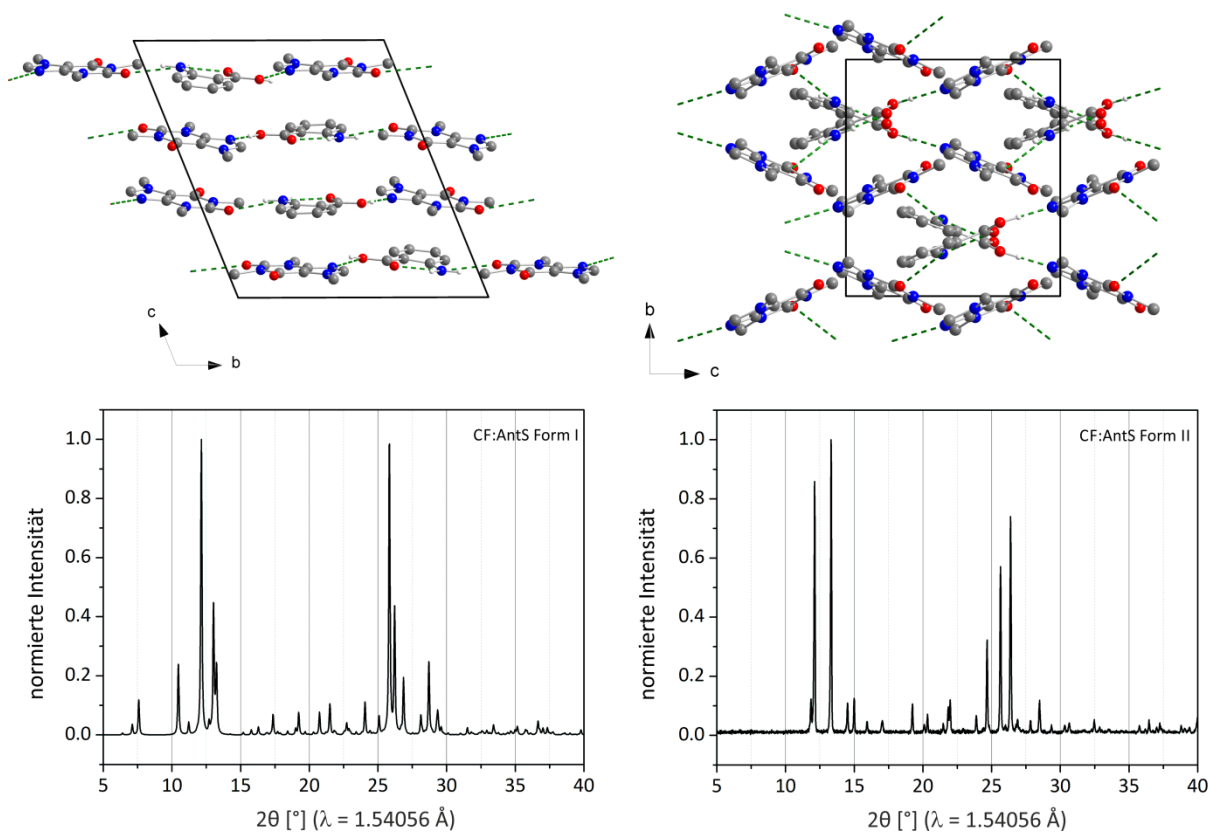 c
b
b
c
CF:AntS Form I
normierte Intensität
1.0
0.8
0.6
0.4
0.2
0.0
5 10 15 20 25 30 35 40
2θ [°] (λ = 1.54056 Å)
CF:AntS Form II
normierte Intensität
1.0
0.8
0.6
0.4
0.2
0.0
5 10 15 20 25 30 35 40
2θ [°] (λ = 1.54056 Å)